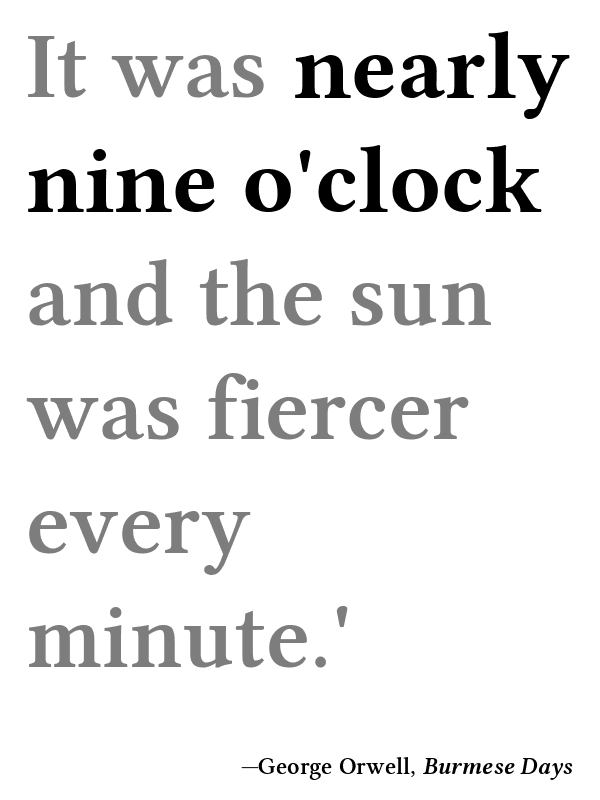 It was nearly
nine o'clock
and the sun
was fiercer
every
minute.'
—George Orwell, Burmese Days